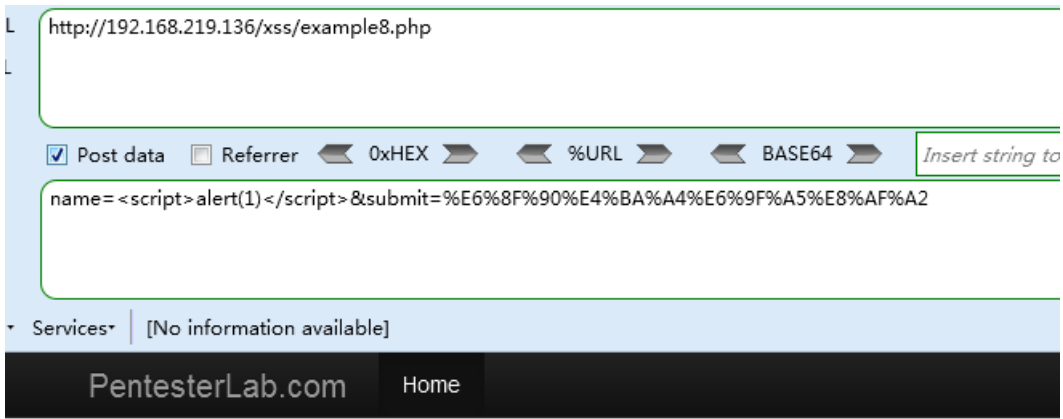 L http://192.168.219.136/xss/example8.php
L
Post data Referrer 0xHEX %URL BASE64 Insert string to
name=<script>alert(1)</script>&submit=%E6%8F%90%E4%BA%A4%E6%9F%A5%E8%AF%A2
Services [No information available]
PentesterLab.com Home